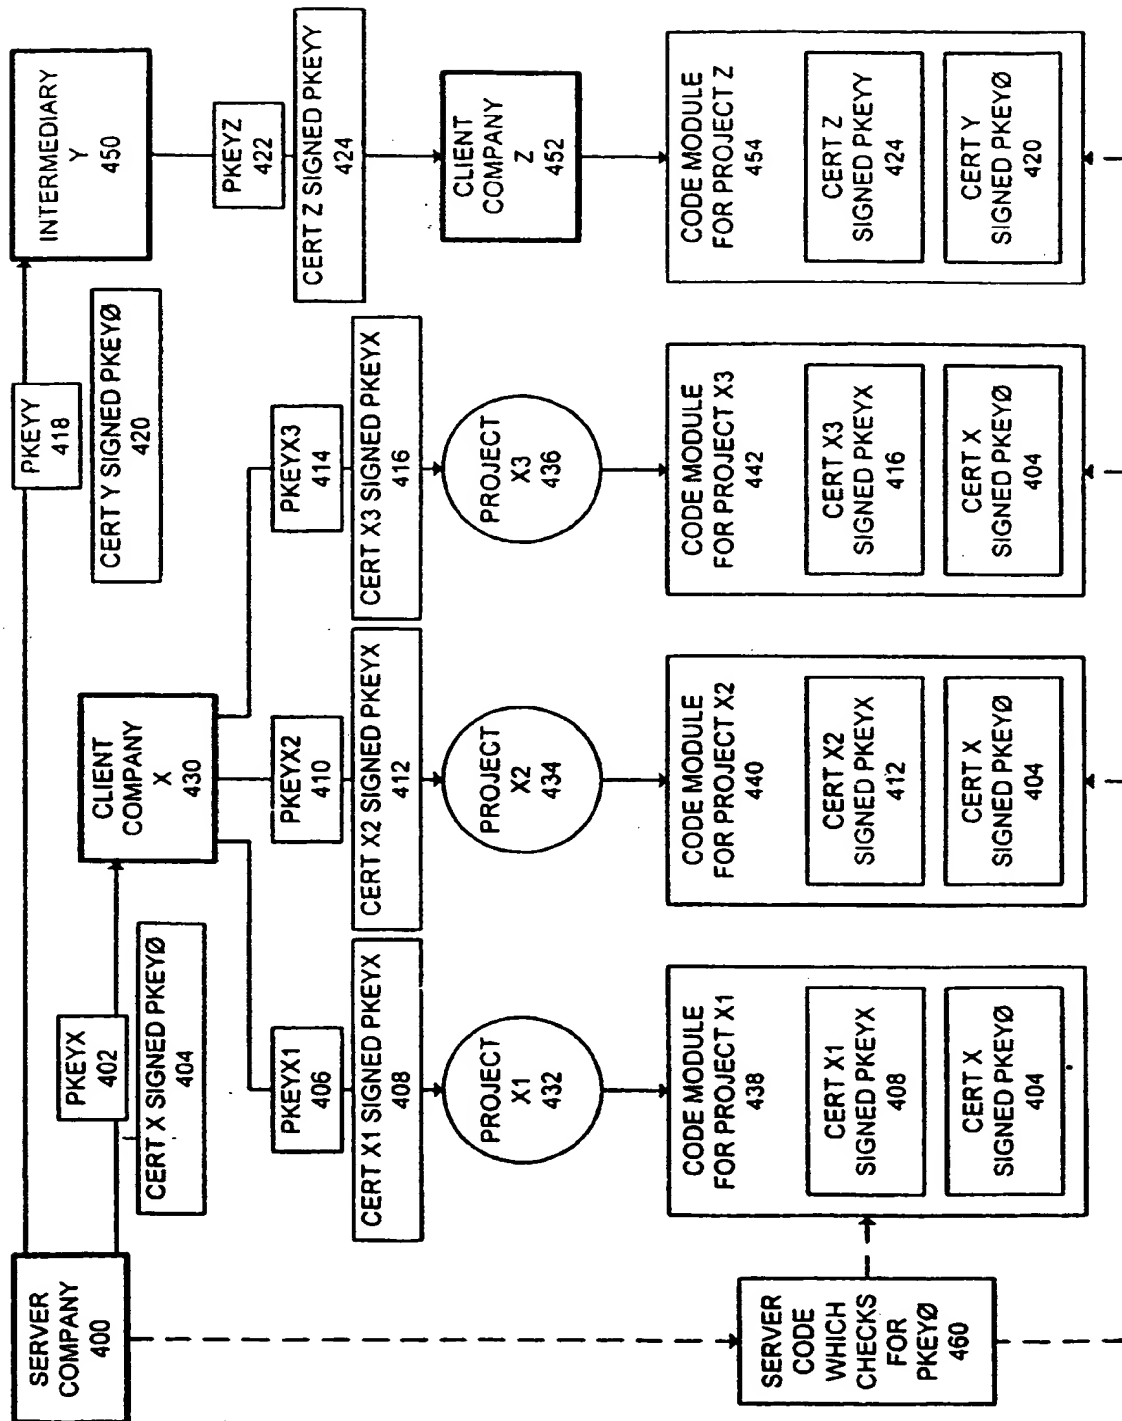 SERVER
COMPANY
400
PKEYX
402
CERT X SIGNED PKEYØ
404
CLIENT
COMPANY
X
430
PKEYY
418
CERT Y SIGNED PKEYØ
420
INTERMEDIARY
Y
450
PKEYX1
406
CERT X1 SIGNED PKEYX
408
PKEYX2
410
CERT X2 SIGNED PKEYX
412
PKEYX3
414
CERT X3 SIGNED PKEYX
416
PKEYZ
422
CERT Z SIGNED PKEYY
424
PROJECT
X1
432
PROJECT
X2
434
PROJECT
X3
436
CLIENT
COMPANY
Z
452
SERVER
CODE
WHICH
CHECKS
FOR
PKEYØ
460
CODE MODULE
FOR PROJECT X1
438
CERT X1
SIGNED PKEYX
408
CERT X
SIGNED PKEYØ
404
CODE MODULE
FOR PROJECT X2
440
CERT X2
SIGNED PKEYX
412
CERT X
SIGNED PKEYØ
404
CODE MODULE
FOR PROJECT X3
442
CERT X3
SIGNED PKEYX
416
CERT X
SIGNED PKEYØ
404
CODE MODULE
FOR PROJECT Z
454
CERT Z
SIGNED PKEYY
424
CERT Y
SIGNED PKEYØ
420